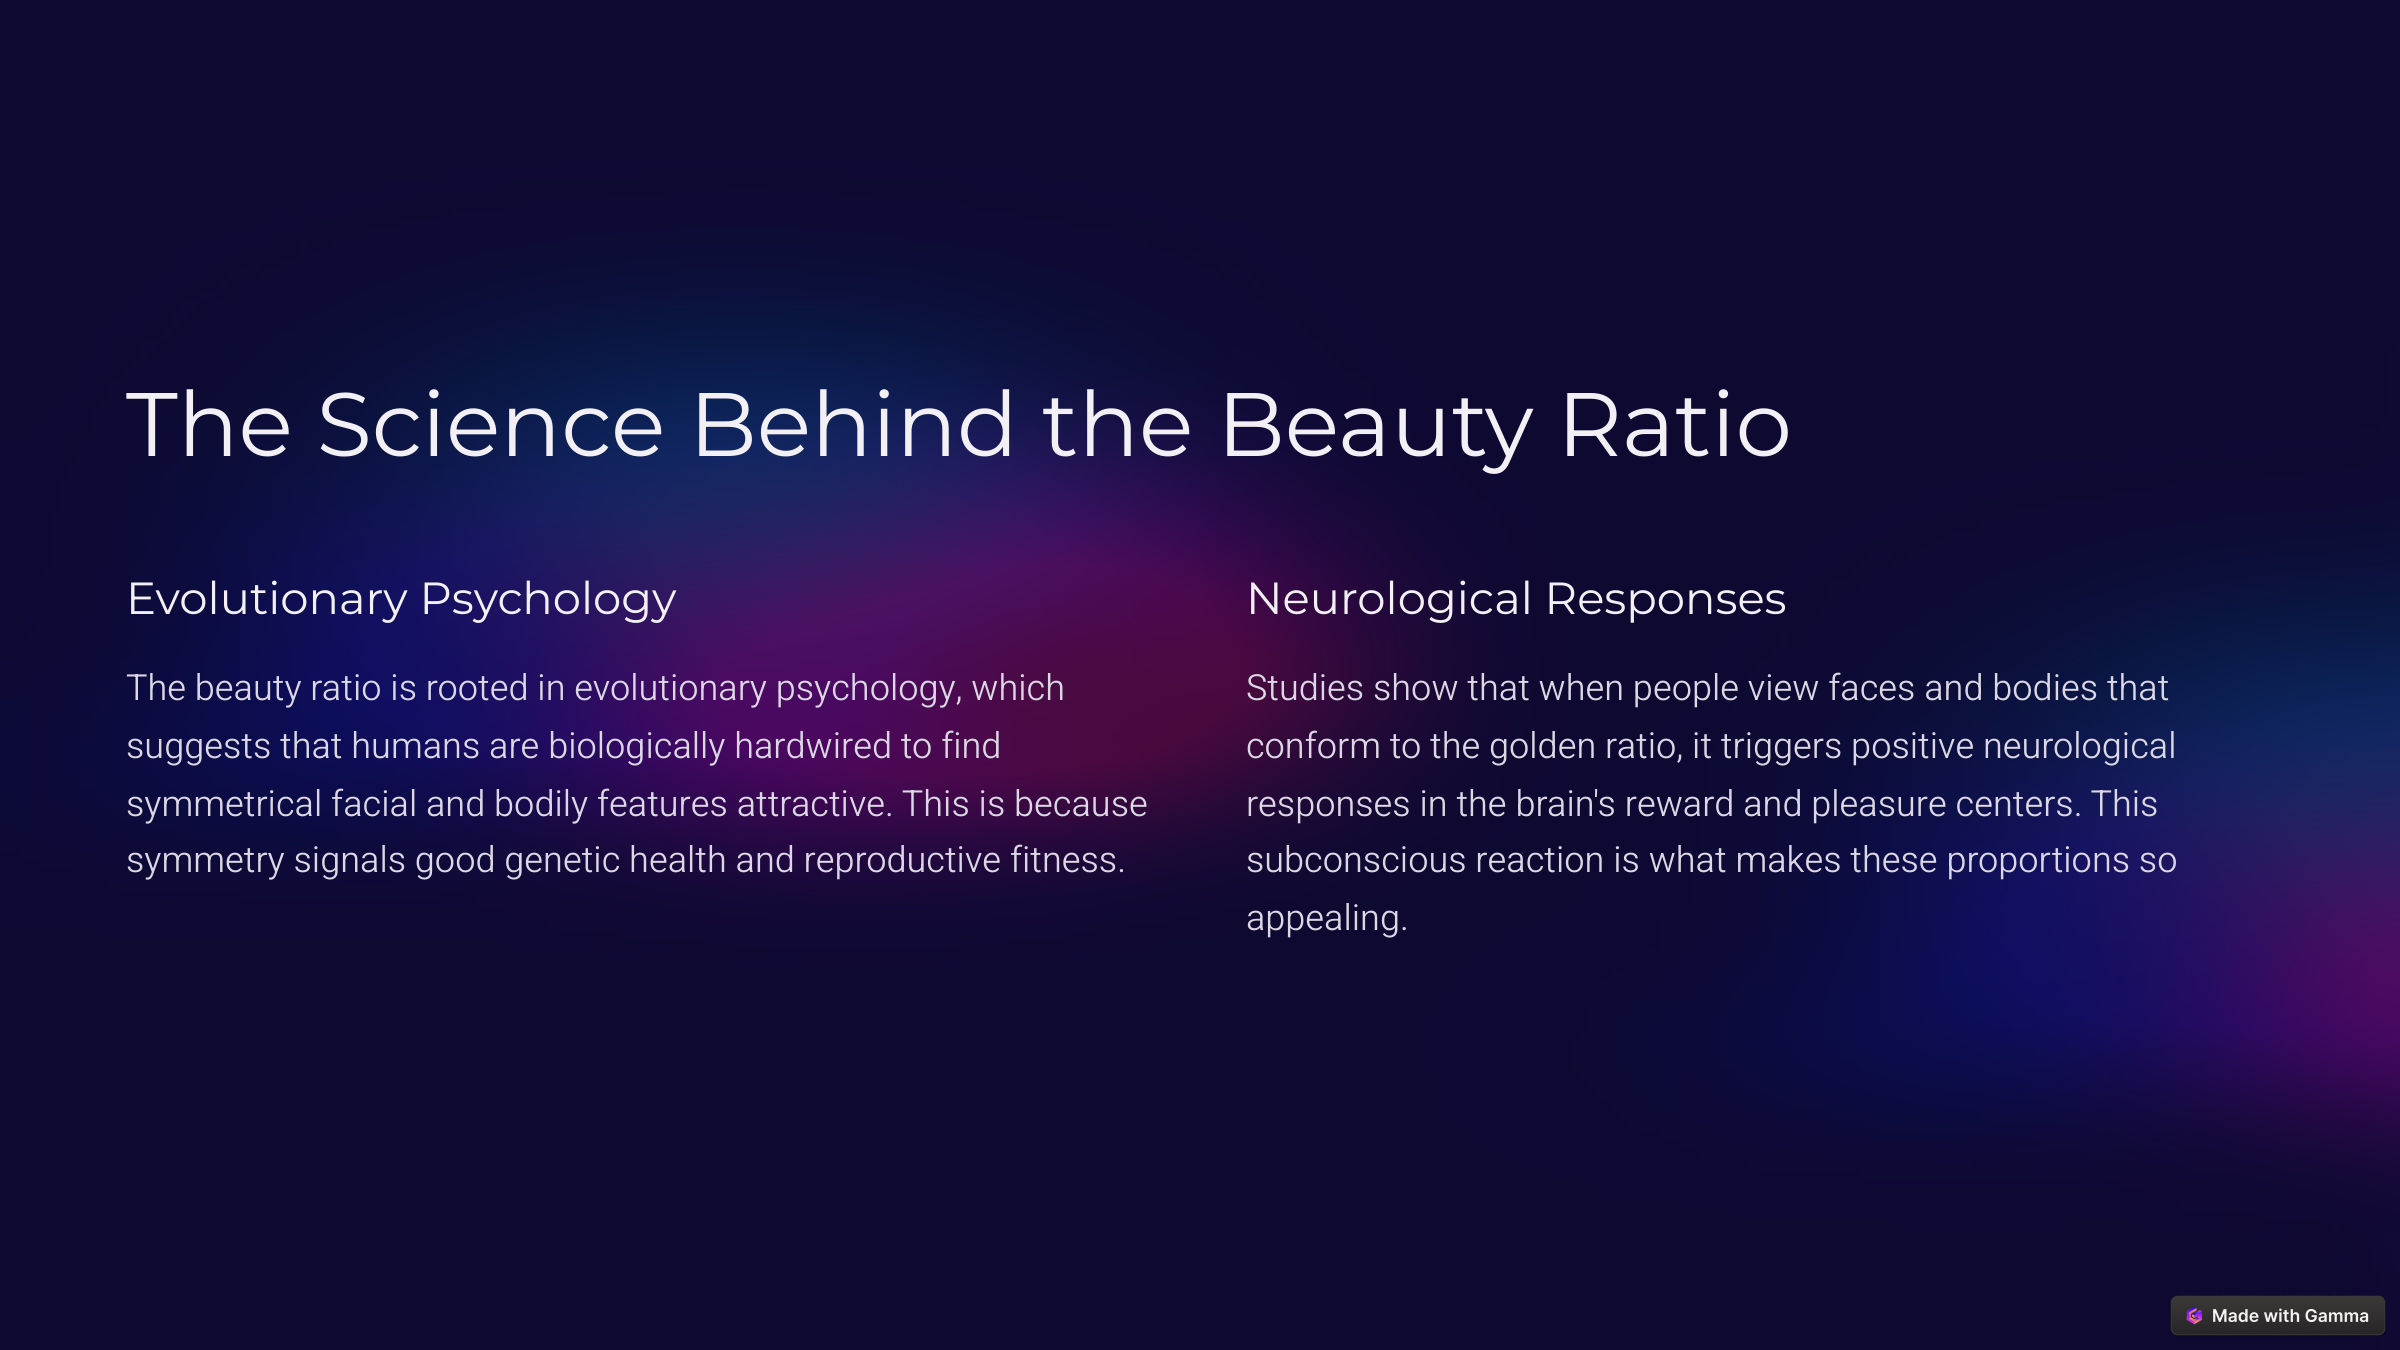 The Science Behind the Beauty Ratio
Evolutionary Psychology
The beauty ratio is rooted in evolutionary psychology, which
suggests that humans are biologically hardwired to find
symmetrical facial and bodily features attractive. This is because
symmetry signals good genetic health and reproductive fitness.
Neurological Responses
Studies show that when people view faces and bodies that
conform to the golden ratio, it triggers positive neurological
responses in the brain's reward and pleasure centers. This
subconscious reaction is what makes these proportions so
appealing.
Made with Gamma